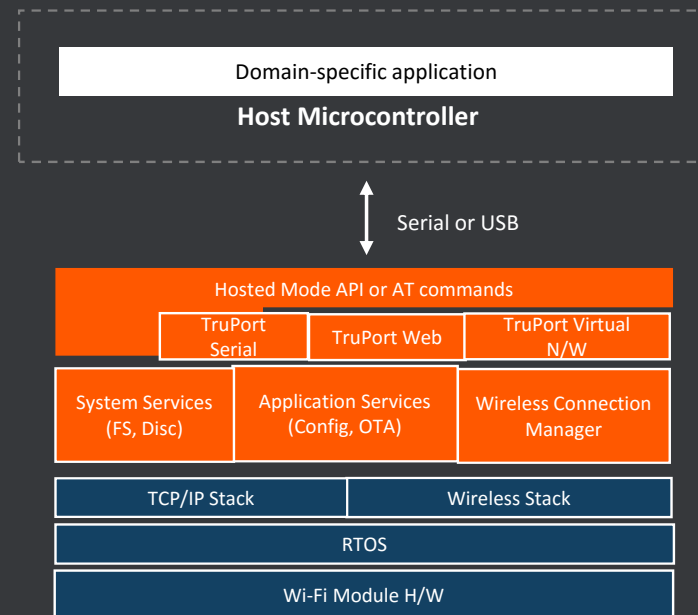 Domain-specific application
Host Microcontroller
Serial or USB
Hosted Mode API or AT commands
TruPort
Serial
TruPort Web
TruPort Virtual
N/W
System Services
(FS, Disc)
Application Services
(Config, OTA)
Wireless Connection
Manager
TCP/IP Stack
Wireless Stack
RTOS
Wi-Fi Module H/W